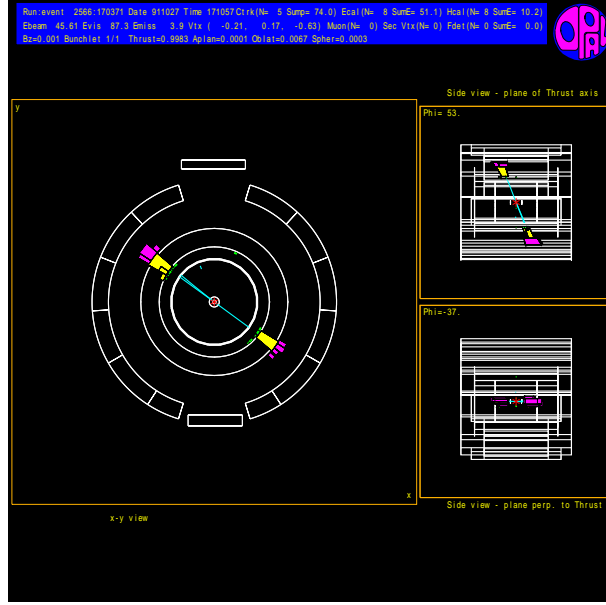 Run:event 2566:170371 Date 911027 Time 171057 Ctrk(N= 5 Sump= 74.0) Ecal(N= 8 SumE= 51.1) Hcal(N= 8 SumE= 10.2)
Ebeam 45.61 Evis 87.3 Emiss 3.9 Vtx ( -0.21, 0.17, -0.63) Muon(N= 0) Sec Vtx(N= 0) Fdet(N= 0 SumE= 0.0)
Bz=0.001 Bunchlet 1/1 Thrust=0.9983 Aplan=0.0001 Oblat=0.0067 Spher=0.0003
OPAL
Side view - plane of Thrust axis
y
Phi= 53.
Phi=-37.
x
Side view - plane perp. to Thrust
x-y view